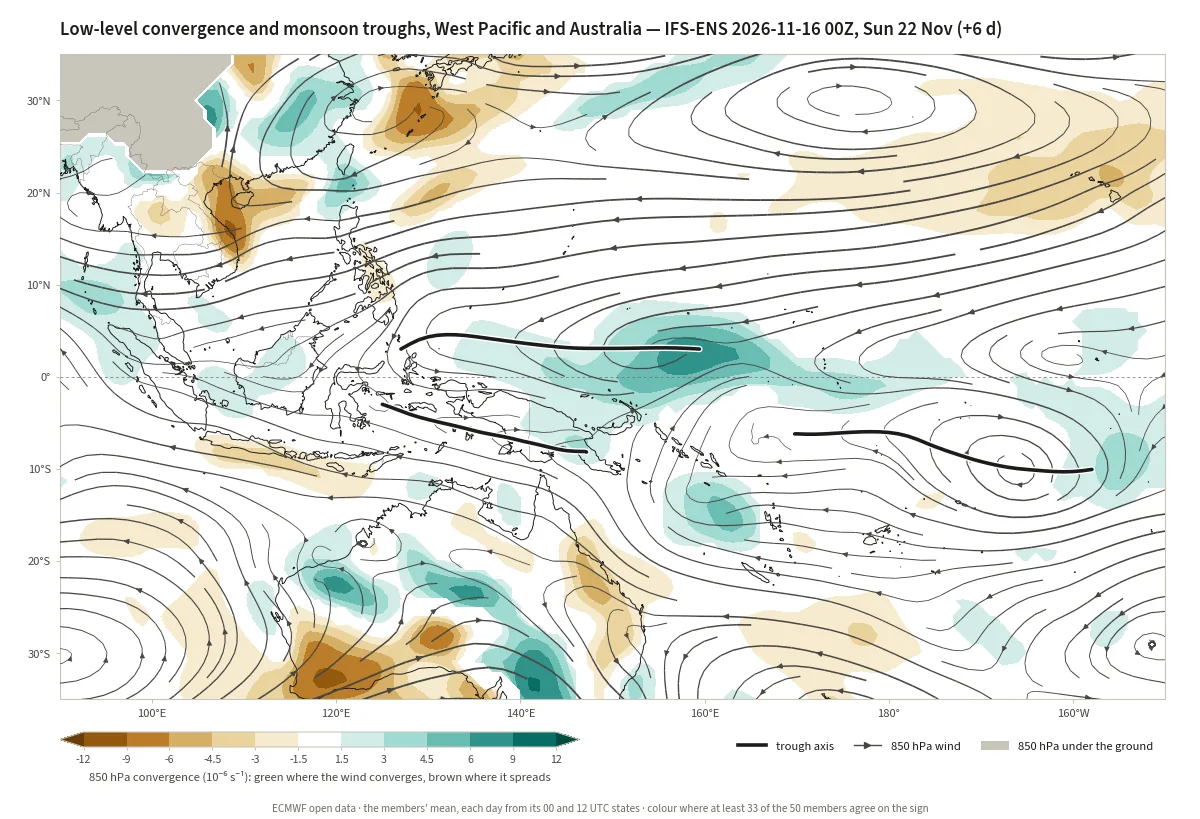 Low-level convergence and monsoon troughs, West Pacific and Australia — IFS-ENS 2026-11-16 00Z, Sun 22 Nov (+6 d)
30°N
20°N
10°N
0°
10°S
20°S
30°S
100°E 120°E 140°E 160°E 180° 160°W
-12 -9 -6 -4.5 -3 -1.5 1.5 3 4.5 6 9 12
850 hPa convergence (10⁻⁶ s⁻¹): green where the wind converges, brown where it spreads
trough axis 850 hPa wind 850 hPa under the ground
ECMWF open data · the members' mean, each day from its 00 and 12 UTC states · colour where at least 33 of the 50 members agree on the sign